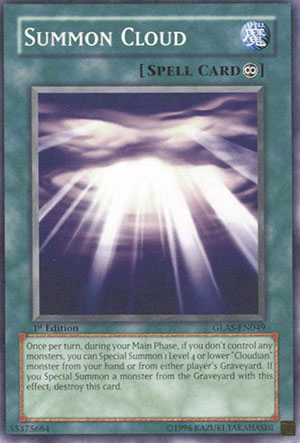 SUMMON CLOUD
魔
[SPELL CARD∞]
1st Edition
GLAS-EN049
Once per turn, during your Main Phase, if you don't control any
monsters, you can Special Summon 1 Level 4 or lower "Cloudian"
monster from your hand or from either player's Graveyard. If
you Special Summon a monster from the Graveyard with this
effect, destroy this card.
55375684
©1996 KAZUKI TAKAHASHI